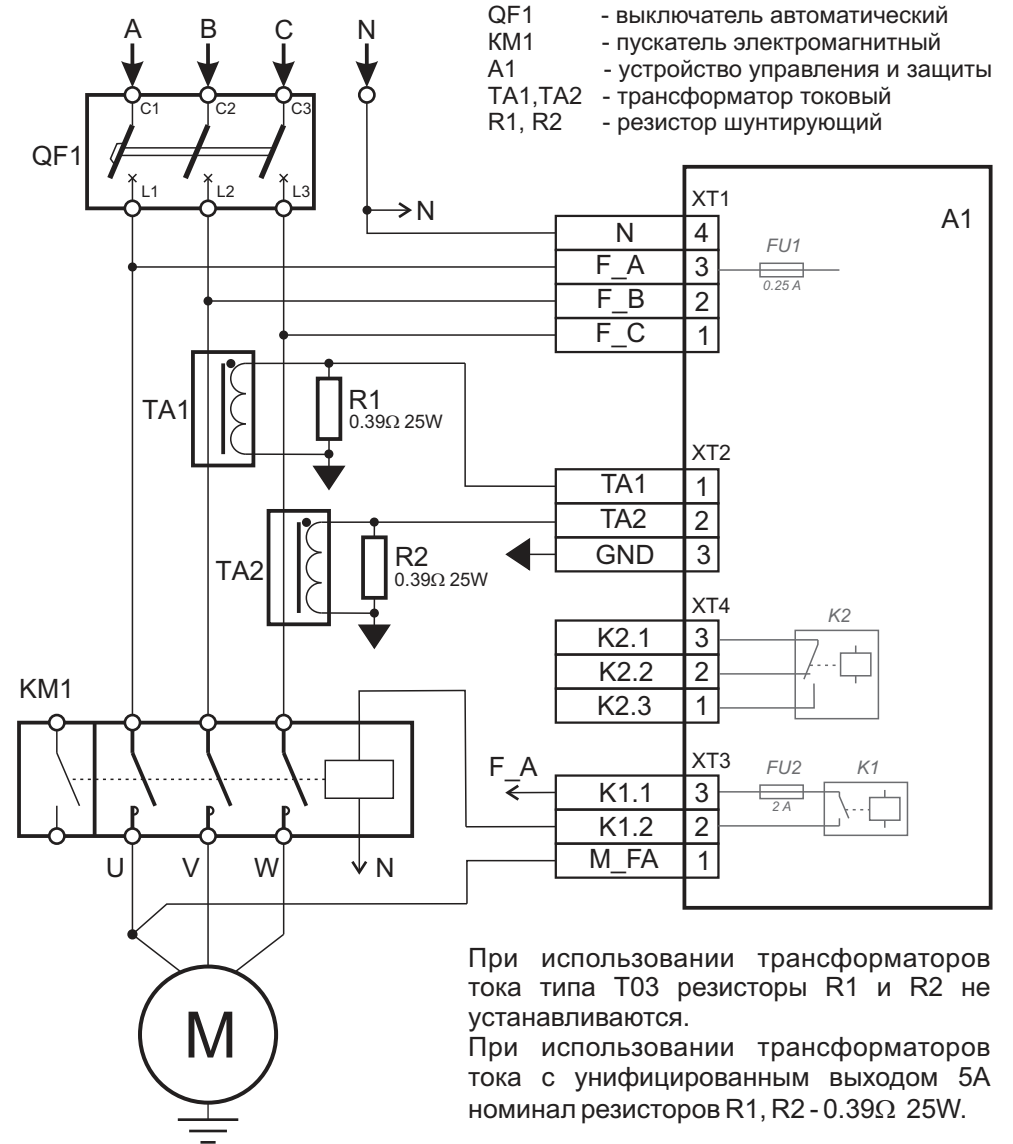 QF1 - выключатель автоматический
КМ1 - пускатель электромагнитный
А1 - устройство управления и защиты
ТА1,ТА2 - трансформатор токовый
R1, R2 - резистор шунтирующий
A B C N
C1 C2 C3
QF1
L1 L2 L3
N
XT1
A1
N 4
F_A 3
F_B 2
F_C 1
FU1
0.25 A
TA1
R1
0.39Ω 25W
XT2
TA1 1
TA2 2
GND 3
TA2
R2
0.39Ω 25W
XT4
K2.1 3
K2.2 2
K2.3 1
K2
KM1
F_A
XT3
K1.1 3
K1.2 2
M_FA 1
FU2
2 A
K1
U V W N
M
При использовании трансформаторов
тока типа Т03 резисторы R1 и R2 не
устанавливаются.
При использовании трансформаторов
тока с унифицированным выходом 5А
номинал резисторов R1, R2 - 0.39Ω 25W.